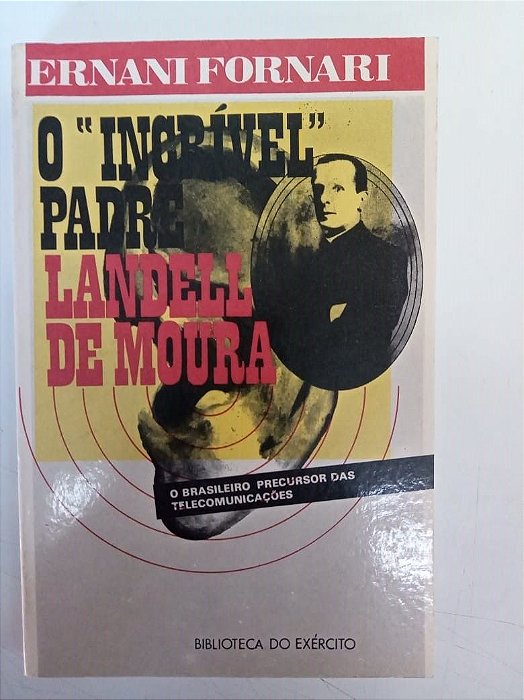 ERNANI FORNARI
O "INCRÍVEL"
PADRE
LANDELL
DE MOURA
O BRASILEIRO PRECURSOR DAS
TELECOMUNICAÇÕES
BIBLIOTECA DO EXÉRCITO